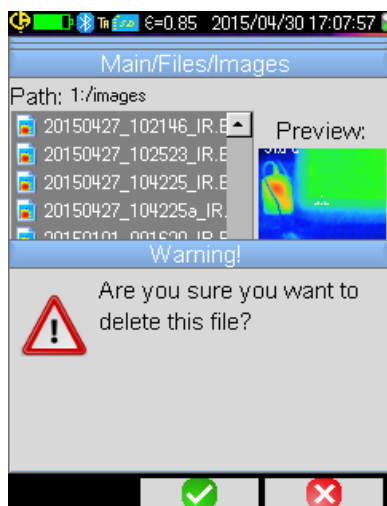 ε=0.85 2015/04/30 17:07:57
Main/Files/Images
Path: 1:/images
20150427_102146_IR.B
20150427_102523_IR.B
20150427_104225_IR.B
20150427_104225a_IR.
Preview:
Warning!
Are you sure you want to
delete this file?